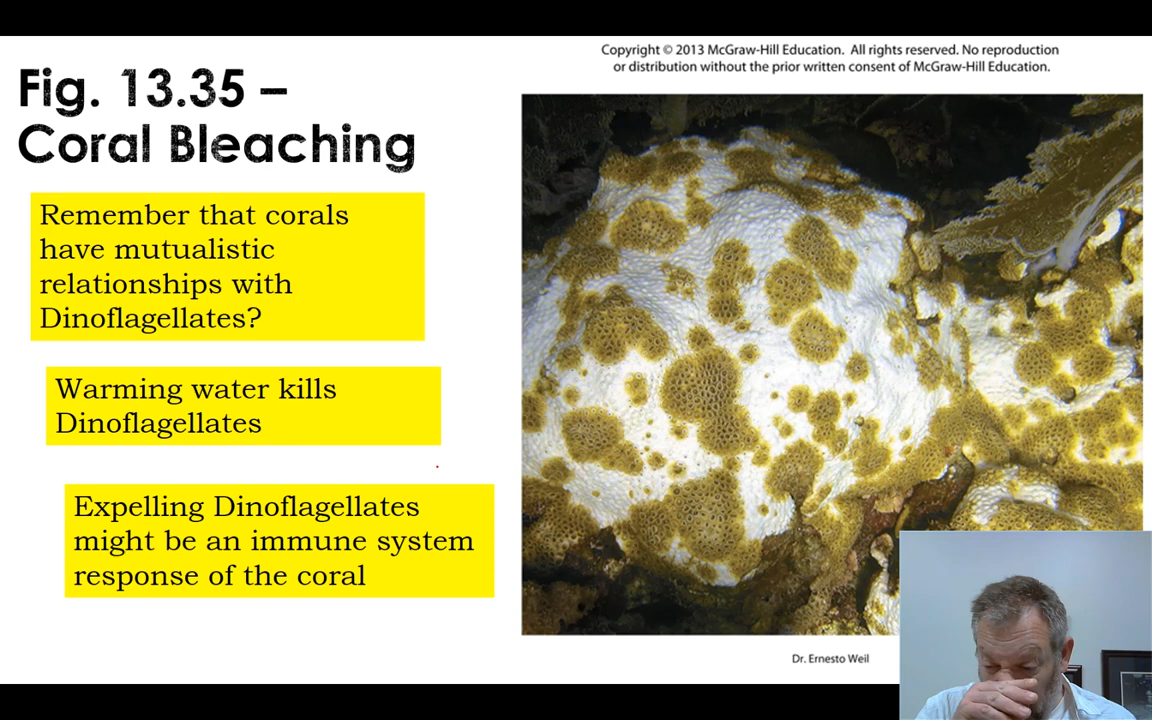 Copyright © 2013 McGraw-Hill Education. All rights reserved. No reproduction
or distribution without the prior written consent of McGraw-Hill Education.
Fig. 13.35 –
Coral Bleaching
Remember that corals
have mutualistic
relationships with
Dinoflagellates?
Warming water kills
Dinoflagellates
Expelling Dinoflagellates
might be an immune system
response of the coral
Dr. Ernesto Weil